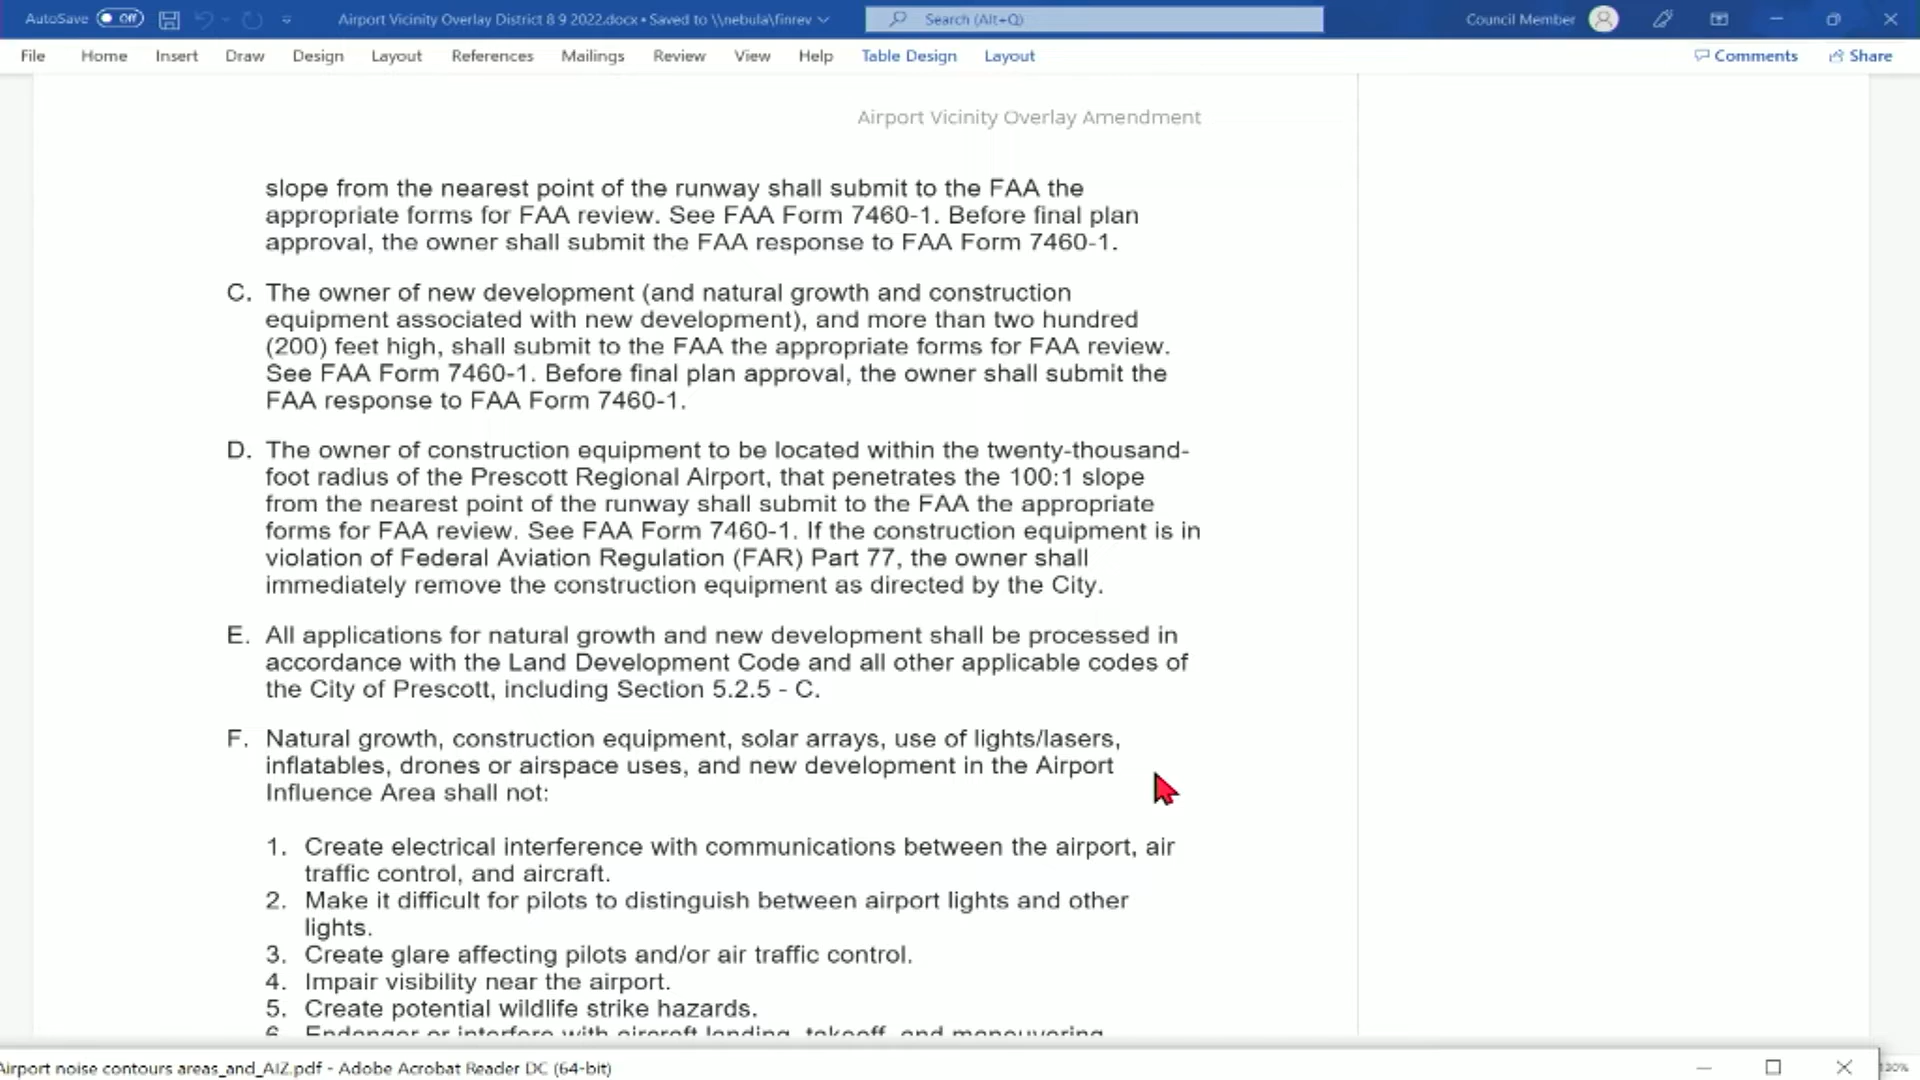 AutoSave Off Airport Vicinity Overlay District 8 9 2022.docx • Saved to \\nebula\finrev Search (Alt+Q) Council Member
File Home Insert Draw Design Layout References Mailings Review View Help Table Design Layout Comments Share
Airport Vicinity Overlay Amendment
slope from the nearest point of the runway shall submit to the FAA the
appropriate forms for FAA review. See FAA Form 7460-1. Before final plan
approval, the owner shall submit the FAA response to FAA Form 7460-1.
C. The owner of new development (and natural growth and construction
equipment associated with new development), and more than two hundred
(200) feet high, shall submit to the FAA the appropriate forms for FAA review.
See FAA Form 7460-1. Before final plan approval, the owner shall submit the
FAA response to FAA Form 7460-1.
D. The owner of construction equipment to be located within the twenty-thousand-
foot radius of the Prescott Regional Airport, that penetrates the 100:1 slope
from the nearest point of the runway shall submit to the FAA the appropriate
forms for FAA review. See FAA Form 7460-1. If the construction equipment is in
violation of Federal Aviation Regulation (FAR) Part 77, the owner shall
immediately remove the construction equipment as directed by the City.
E. All applications for natural growth and new development shall be processed in
accordance with the Land Development Code and all other applicable codes of
the City of Prescott, including Section 5.2.5 - C.
F. Natural growth, construction equipment, solar arrays, use of lights/lasers,
inflatables, drones or airspace uses, and new development in the Airport
Influence Area shall not:
1. Create electrical interference with communications between the airport, air
traffic control, and aircraft.
2. Make it difficult for pilots to distinguish between airport lights and other
lights.
3. Create glare affecting pilots and/or air traffic control.
4. Impair visibility near the airport.
5. Create potential wildlife strike hazards.
6. Endanger or interfere with aircraft landing, takeoff, and maneuvering
Airport noise contours areas_and_AIZ.pdf - Adobe Acrobat Reader DC (64-bit)